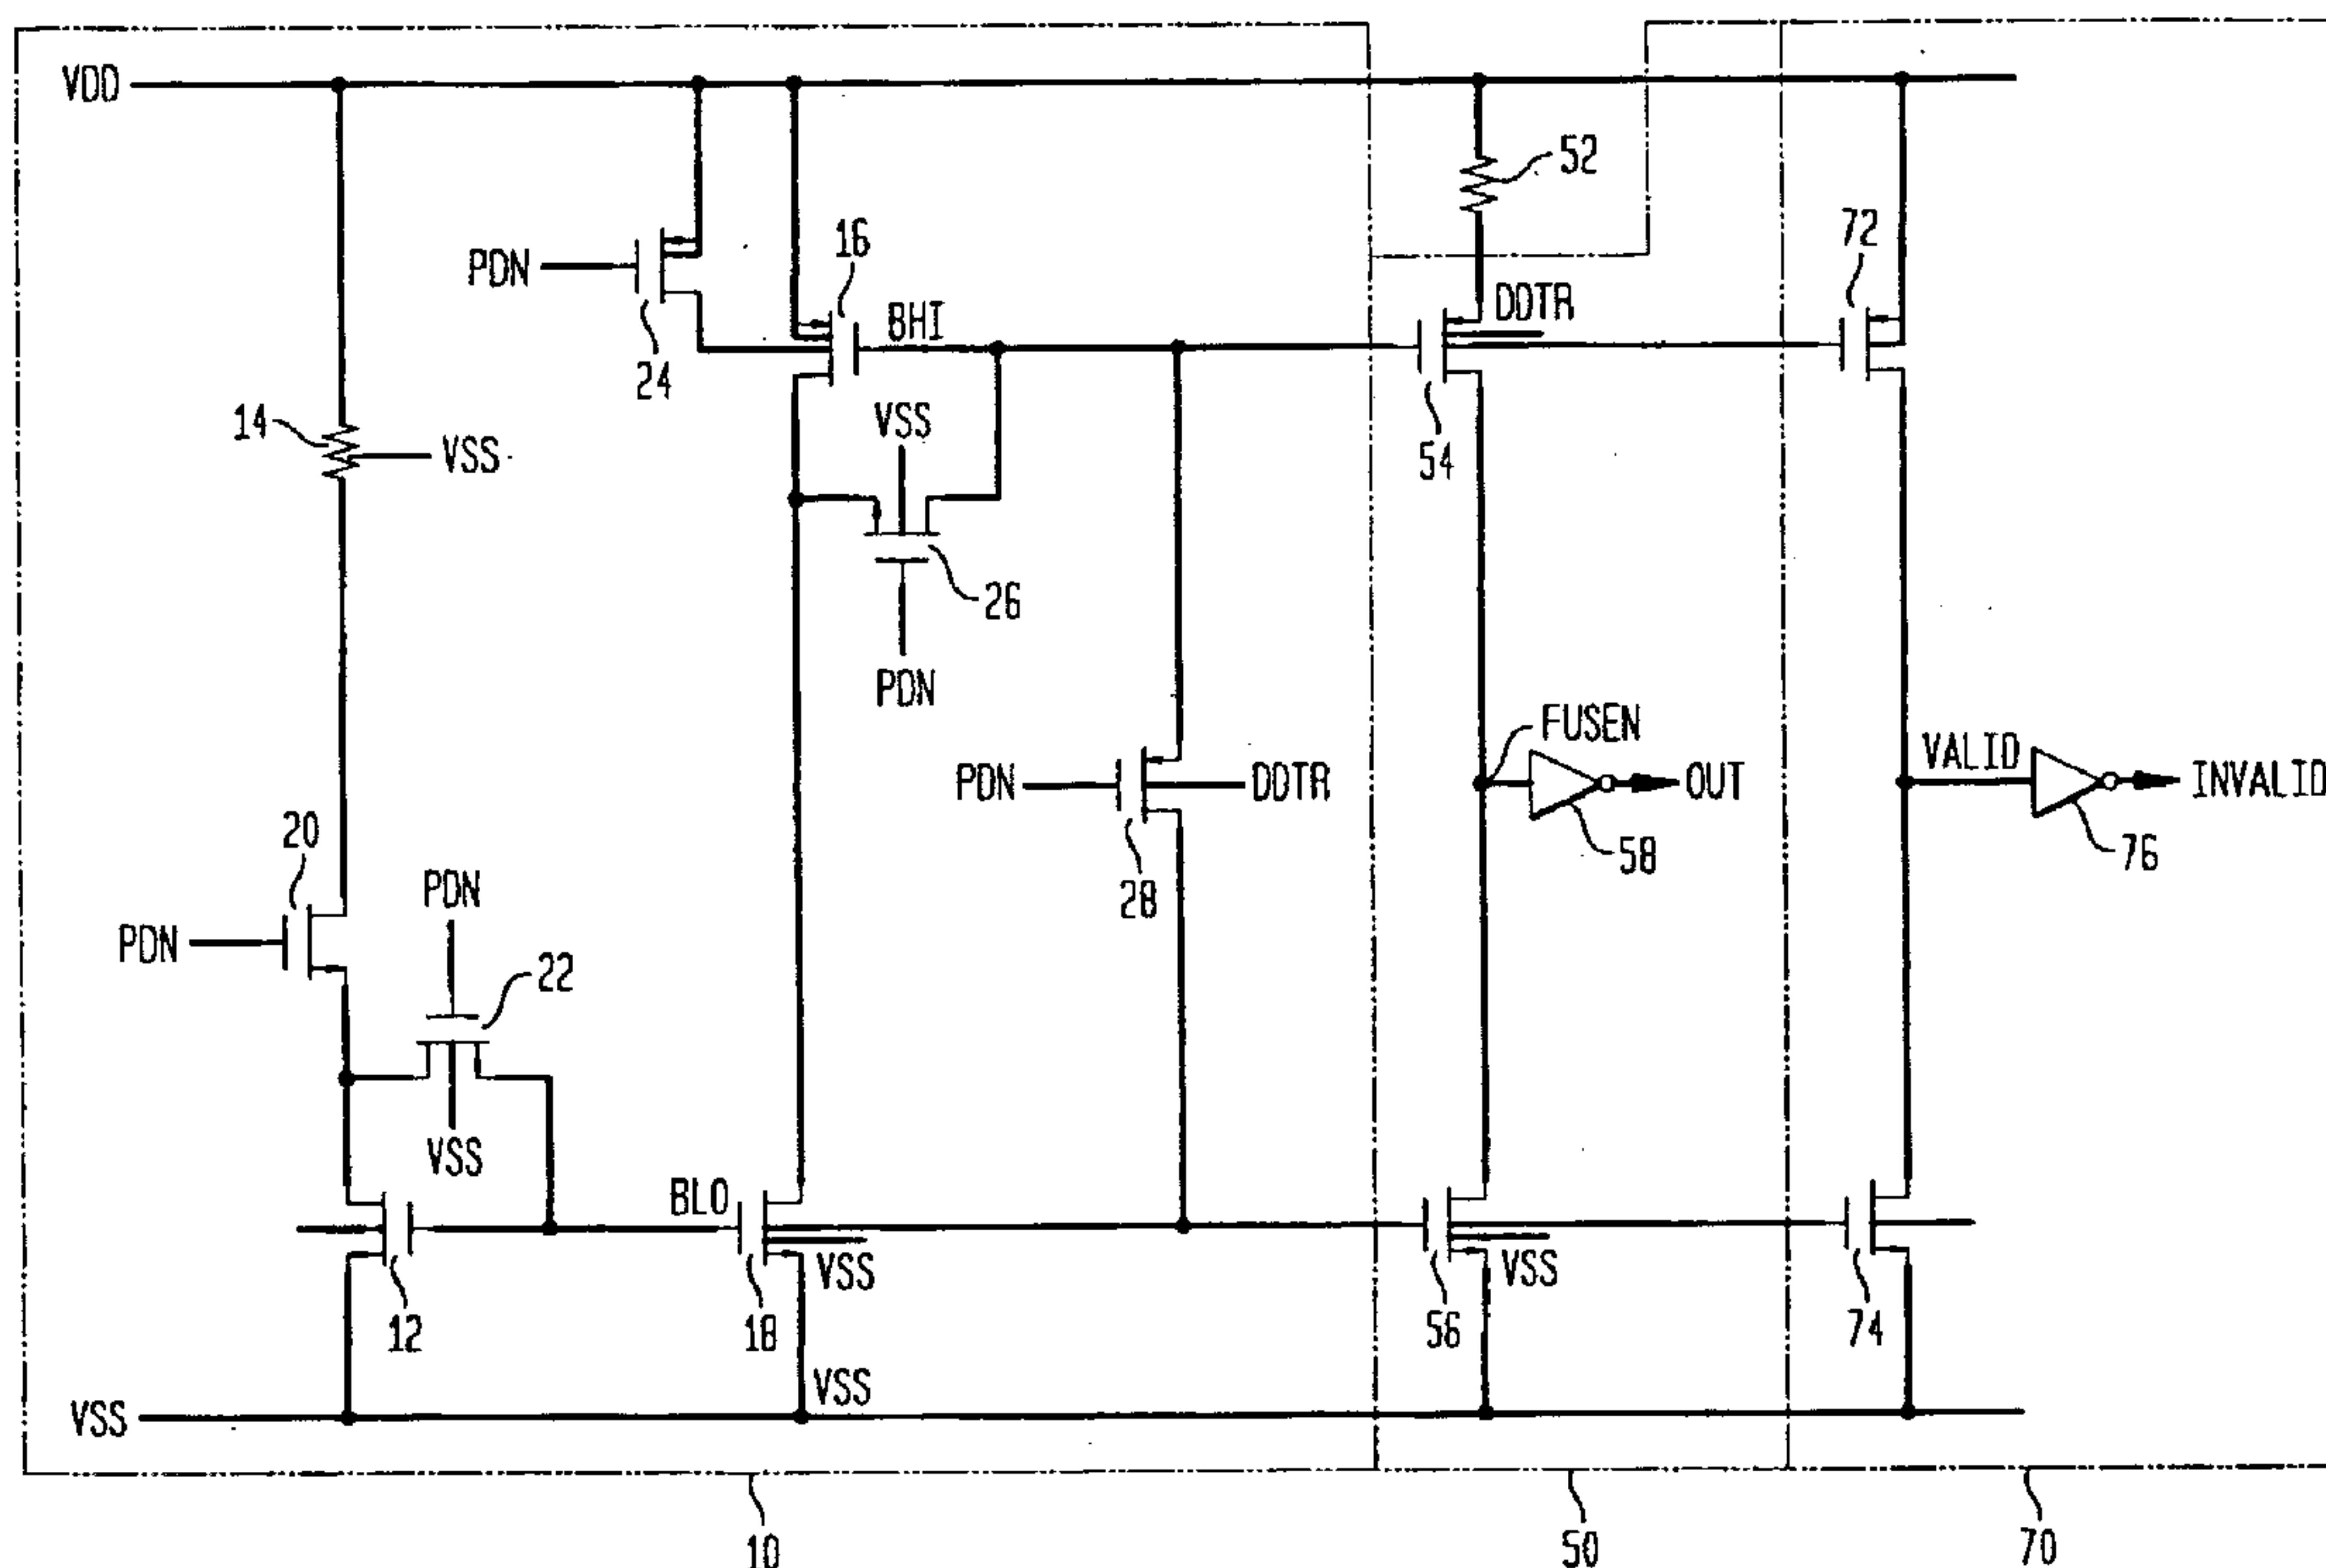 VDD
52
72
16
PDN
DDTR
BHI
24
14
VSS
VSS
54
26
PDN
FUSEN
VALID
PDN
DDTR
OUT
INVALID
20
58
76
PDN
28
PDN
22
VSS
BLO
VSS
VSS
12
18
56
74
VSS
VSS
10
50
70